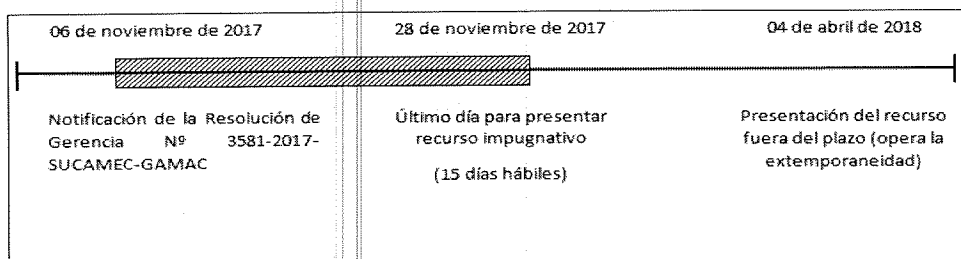 06 de noviembre de 2017
28 de noviembre de 2017
04 de abril de 2018
Notificación de la Resolución de
Gerencia Nº 3581-2017-
SUCAMEC-GAMAC
Último día para presentar
recurso impugnativo
(15 días hábiles)
Presentación del recurso
fuera del plazo (opera la
extemporaneidad)